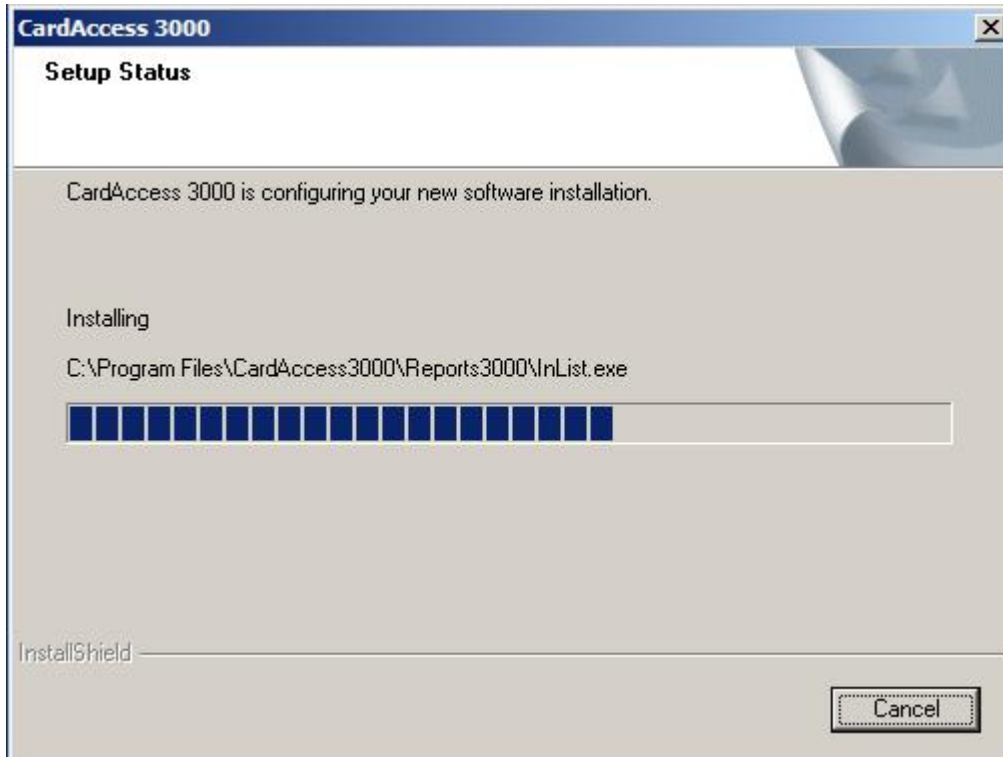 CardAccess 3000
Setup Status
CardAccess 3000 is configuring your new software installation.
Installing
C:\Program Files\CardAccess3000\Reports3000\InList.exe
InstallShield
Cancel